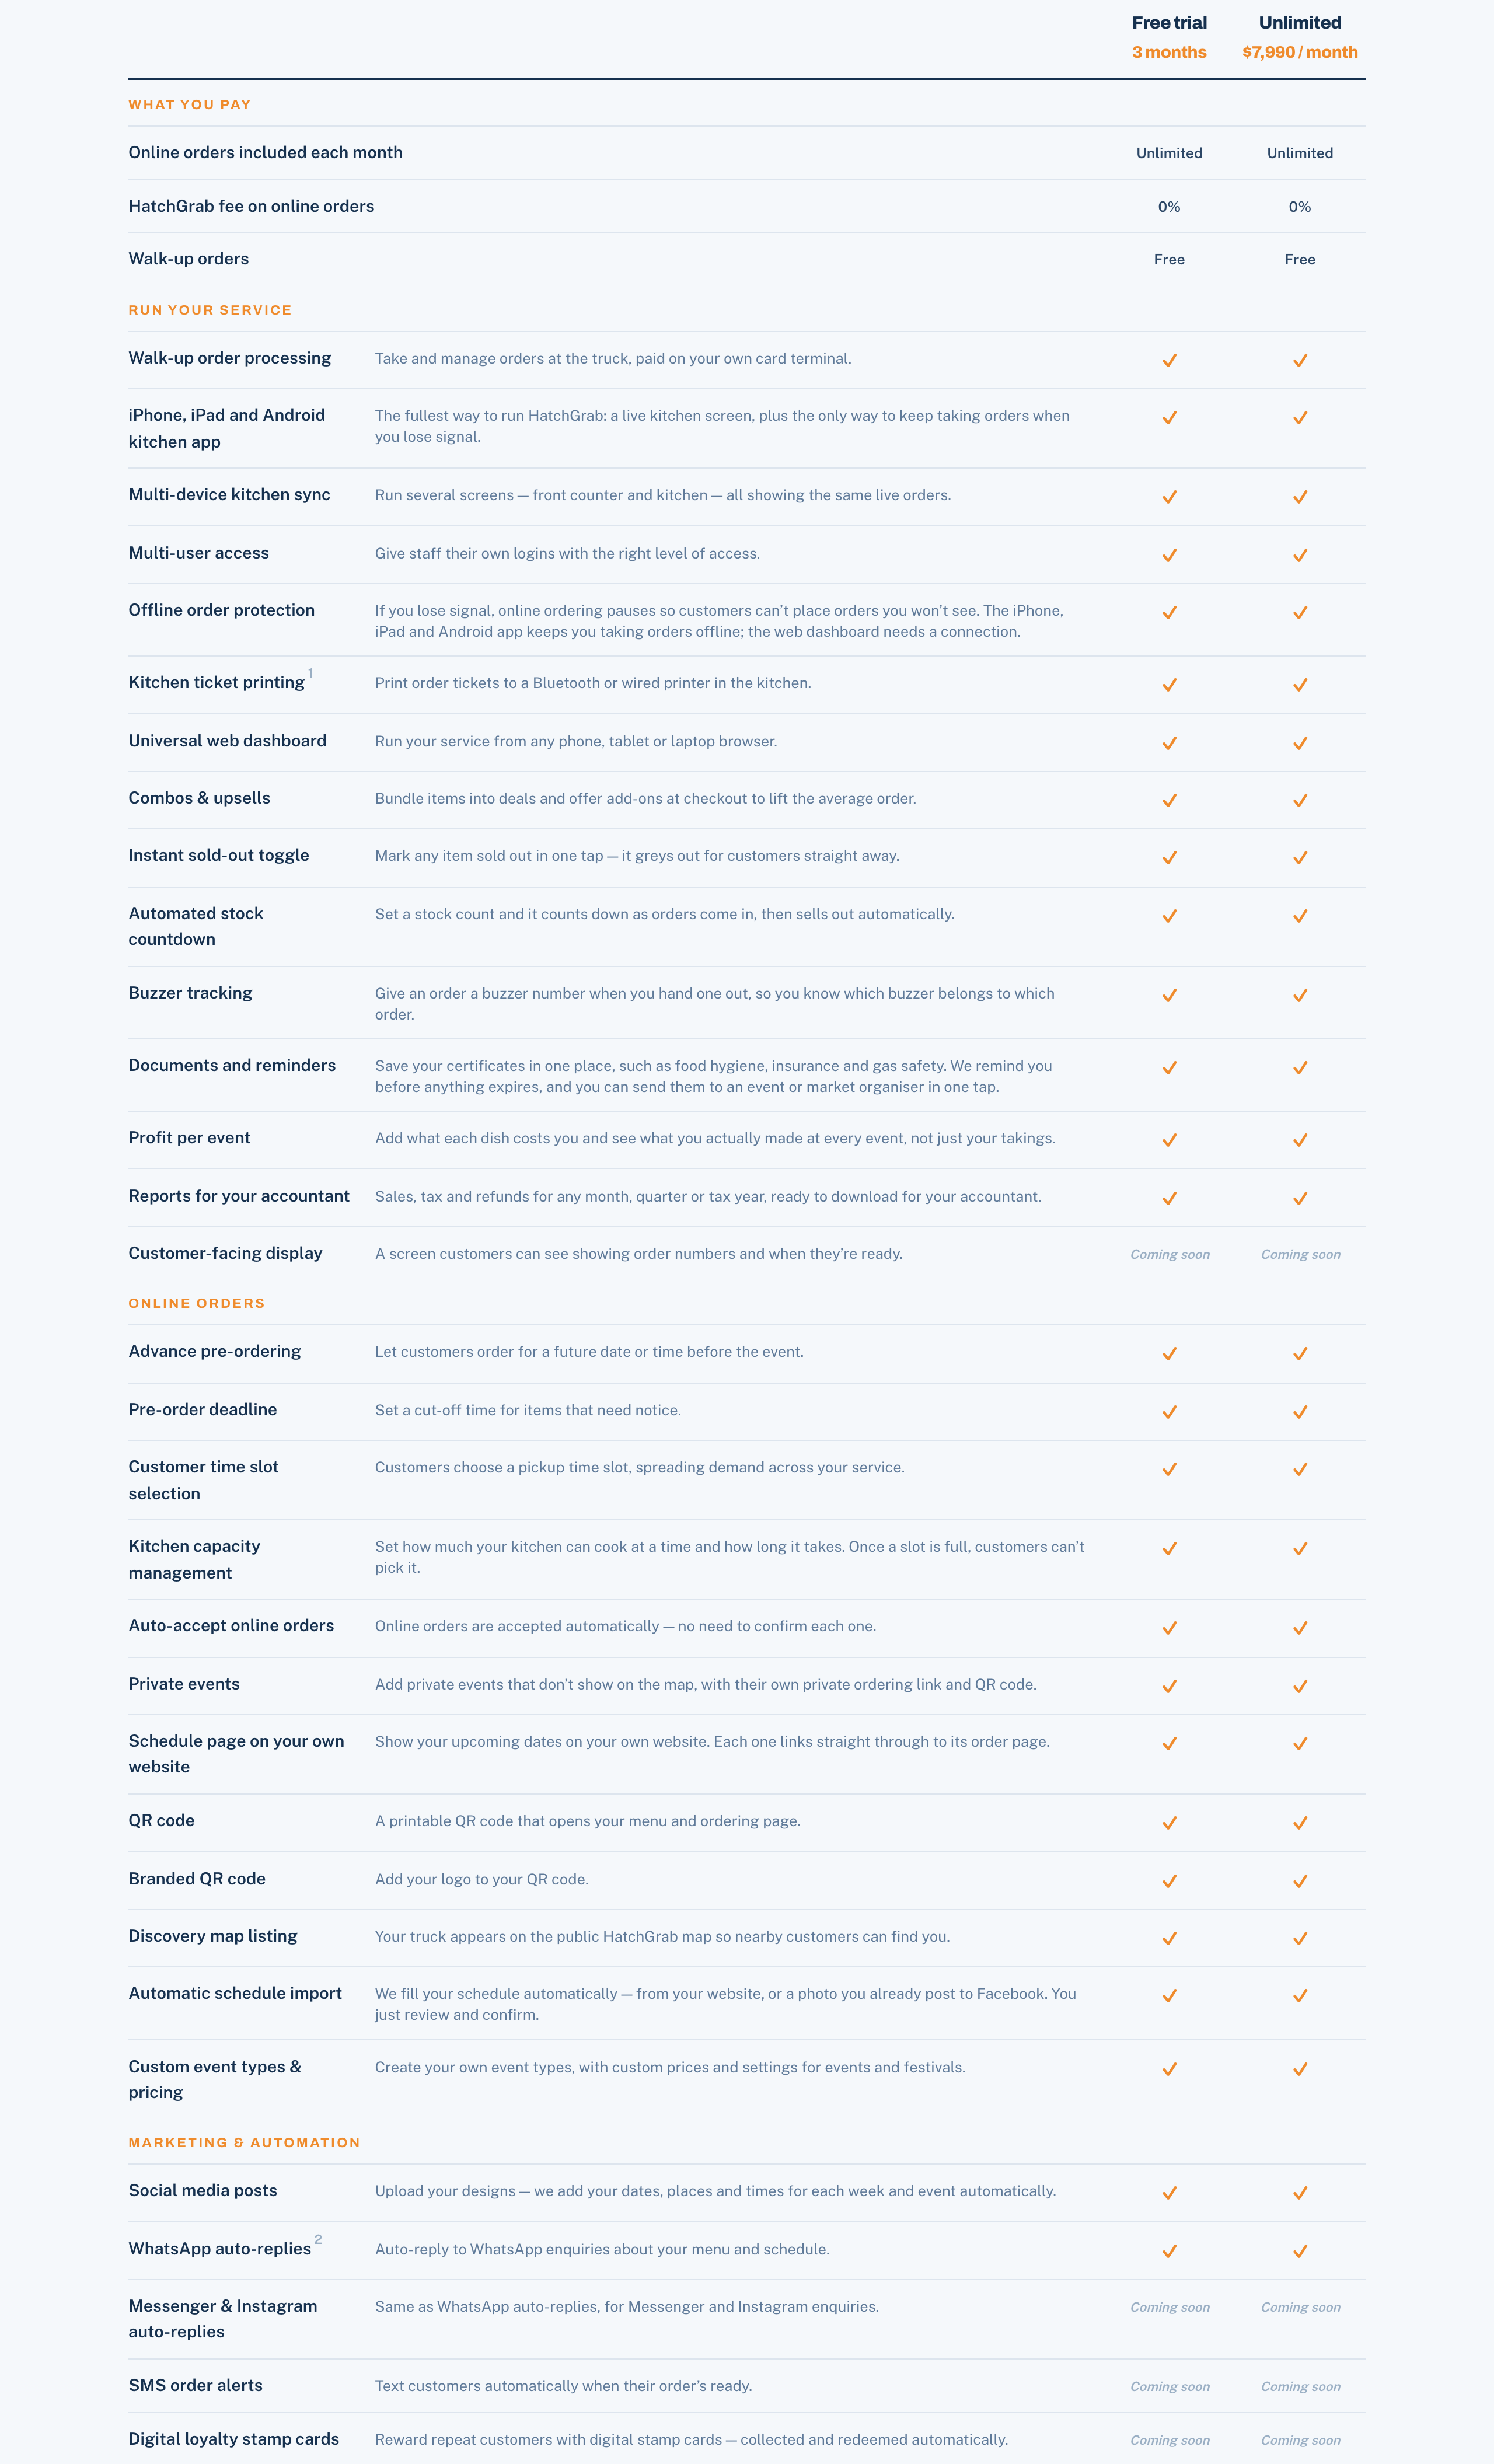 Free trial
Unlimited
3 months
$7,990 / month
WHAT YOU PAY
Online orders included each month
Unlimited
Unlimited
HatchGrab fee on online orders
0%
0%
Walk-up orders
Free
Free
RUN YOUR SERVICE
Walk-up order processing
Take and manage orders at the truck, paid on your own card terminal.
iPhone, iPad and Android
kitchen app
The fullest way to run HatchGrab: a live kitchen screen, plus the only way to keep taking orders when
you lose signal.
Multi-device kitchen sync
Run several screens — front counter and kitchen — all showing the same live orders.
Multi-user access
Give staff their own logins with the right level of access.
Offline order protection
If you lose signal, online ordering pauses so customers can’t place orders you won’t see. The iPhone,
iPad and Android app keeps you taking orders offline; the web dashboard needs a connection.
Kitchen ticket printing 1
Print order tickets to a Bluetooth or wired printer in the kitchen.
Universal web dashboard
Run your service from any phone, tablet or laptop browser.
Combos & upsells
Bundle items into deals and offer add-ons at checkout to lift the average order.
Instant sold-out toggle
Mark any item sold out in one tap — it greys out for customers straight away.
Automated stock
countdown
Set a stock count and it counts down as orders come in, then sells out automatically.
Buzzer tracking
Give an order a buzzer number when you hand one out, so you know which buzzer belongs to which
order.
Documents and reminders
Save your certificates in one place, such as food hygiene, insurance and gas safety. We remind you
before anything expires, and you can send them to an event or market organiser in one tap.
Profit per event
Add what each dish costs you and see what you actually made at every event, not just your takings.
Reports for your accountant
Sales, tax and refunds for any month, quarter or tax year, ready to download for your accountant.
Customer-facing display
A screen customers can see showing order numbers and when they’re ready.
Coming soon
Coming soon
ONLINE ORDERS
Advance pre-ordering
Let customers order for a future date or time before the event.
Pre-order deadline
Set a cut-off time for items that need notice.
Customer time slot
selection
Customers choose a pickup time slot, spreading demand across your service.
Kitchen capacity
management
Set how much your kitchen can cook at a time and how long it takes. Once a slot is full, customers can’t
pick it.
Auto-accept online orders
Online orders are accepted automatically — no need to confirm each one.
Private events
Add private events that don’t show on the map, with their own private ordering link and QR code.
Schedule page on your own
website
Show your upcoming dates on your own website. Each one links straight through to its order page.
QR code
A printable QR code that opens your menu and ordering page.
Branded QR code
Add your logo to your QR code.
Discovery map listing
Your truck appears on the public HatchGrab map so nearby customers can find you.
Automatic schedule import
We fill your schedule automatically — from your website, or a photo you already post to Facebook. You
just review and confirm.
Custom event types &
pricing
Create your own event types, with custom prices and settings for events and festivals.
MARKETING & AUTOMATION
Social media posts
Upload your designs — we add your dates, places and times for each week and event automatically.
WhatsApp auto-replies 2
Auto-reply to WhatsApp enquiries about your menu and schedule.
Messenger & Instagram
auto-replies
Same as WhatsApp auto-replies, for Messenger and Instagram enquiries.
Coming soon
Coming soon
SMS order alerts
Text customers automatically when their order’s ready.
Coming soon
Coming soon
Digital loyalty stamp cards
Reward repeat customers with digital stamp cards — collected and redeemed automatically.
Coming soon
Coming soon